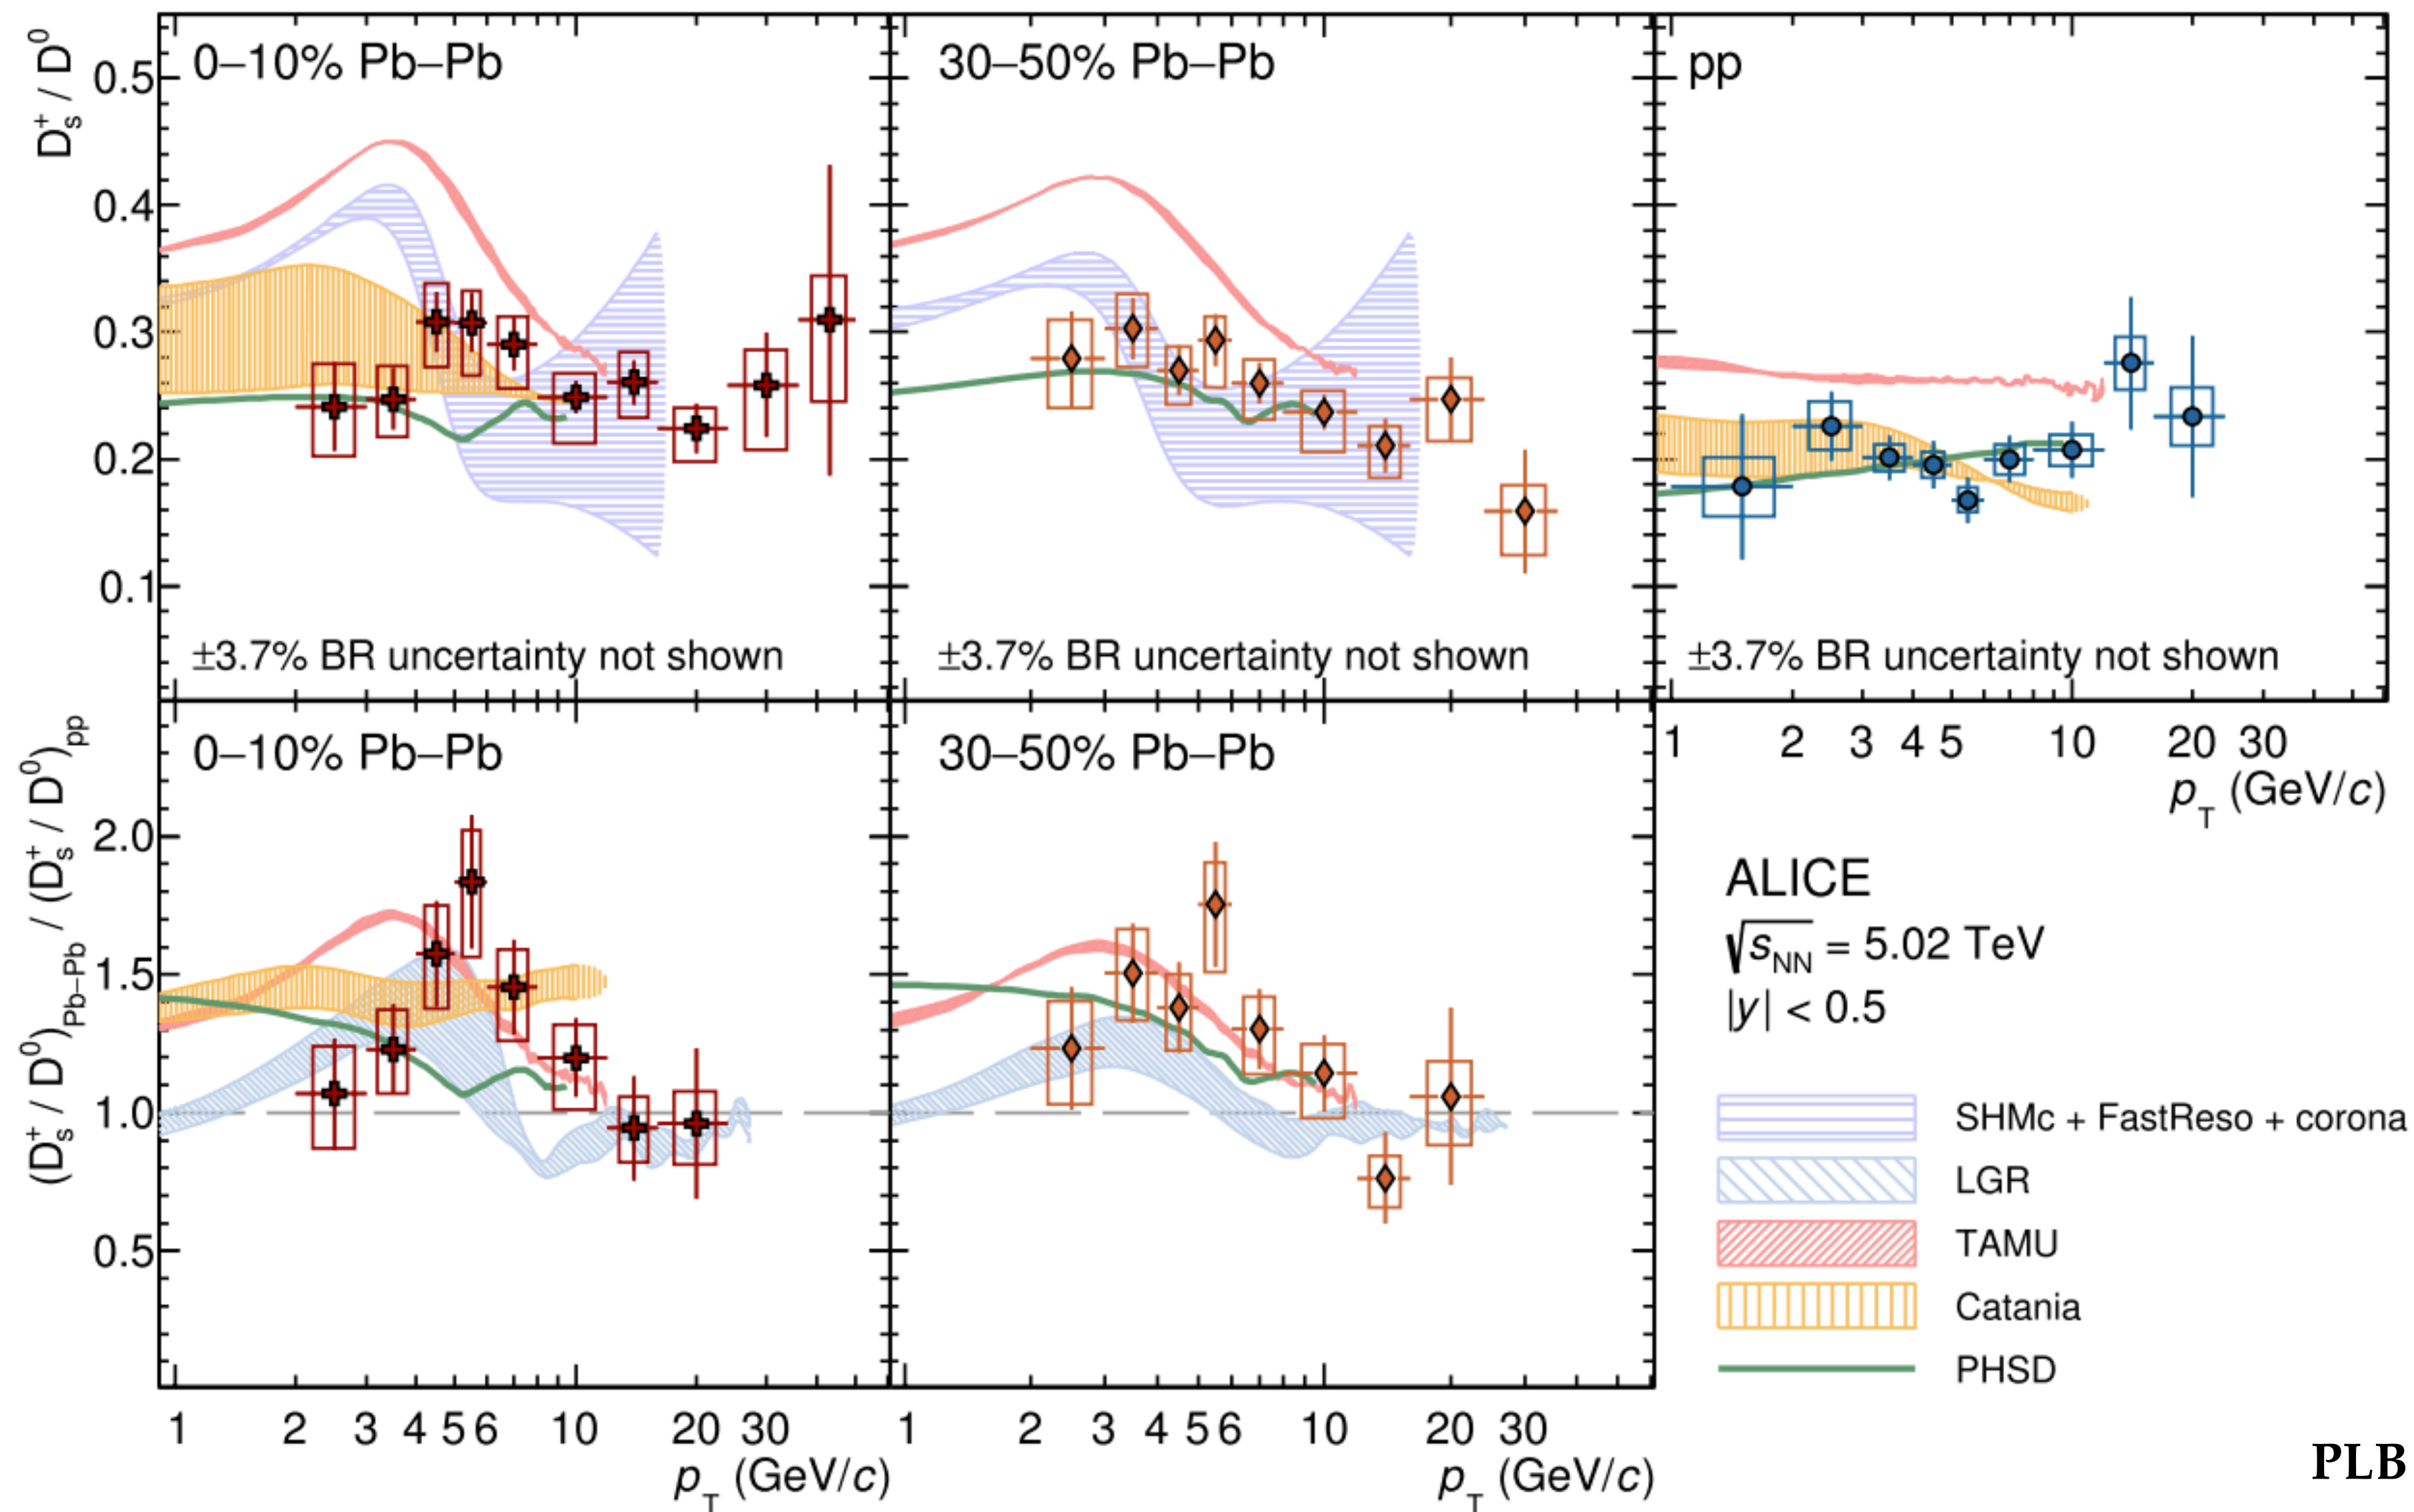 D⁺ₛ / D⁰
0.5
0.4
0.3
0.2
0.1
0–10% Pb–Pb
±3.7% BR uncertainty not shown
30–50% Pb–Pb
±3.7% BR uncertainty not shown
pp
±3.7% BR uncertainty not shown
1 2 3 4 5 10 20 30
p_T (GeV/c)
(D⁺ₛ / D⁰)_Pb–Pb / (D⁺ₛ / D⁰)_pp
2.0
1.5
1.0
0.5
0–10% Pb–Pb
1 2 3 4 5 6 10 20 30
p_T (GeV/c)
30–50% Pb–Pb
1 2 3 4 5 6 10 20 30
p_T (GeV/c)
ALICE
√s_NN = 5.02 TeV
|y| < 0.5
SHMc + FastReso + corona
LGR
TAMU
Catania
PHSD
PLB